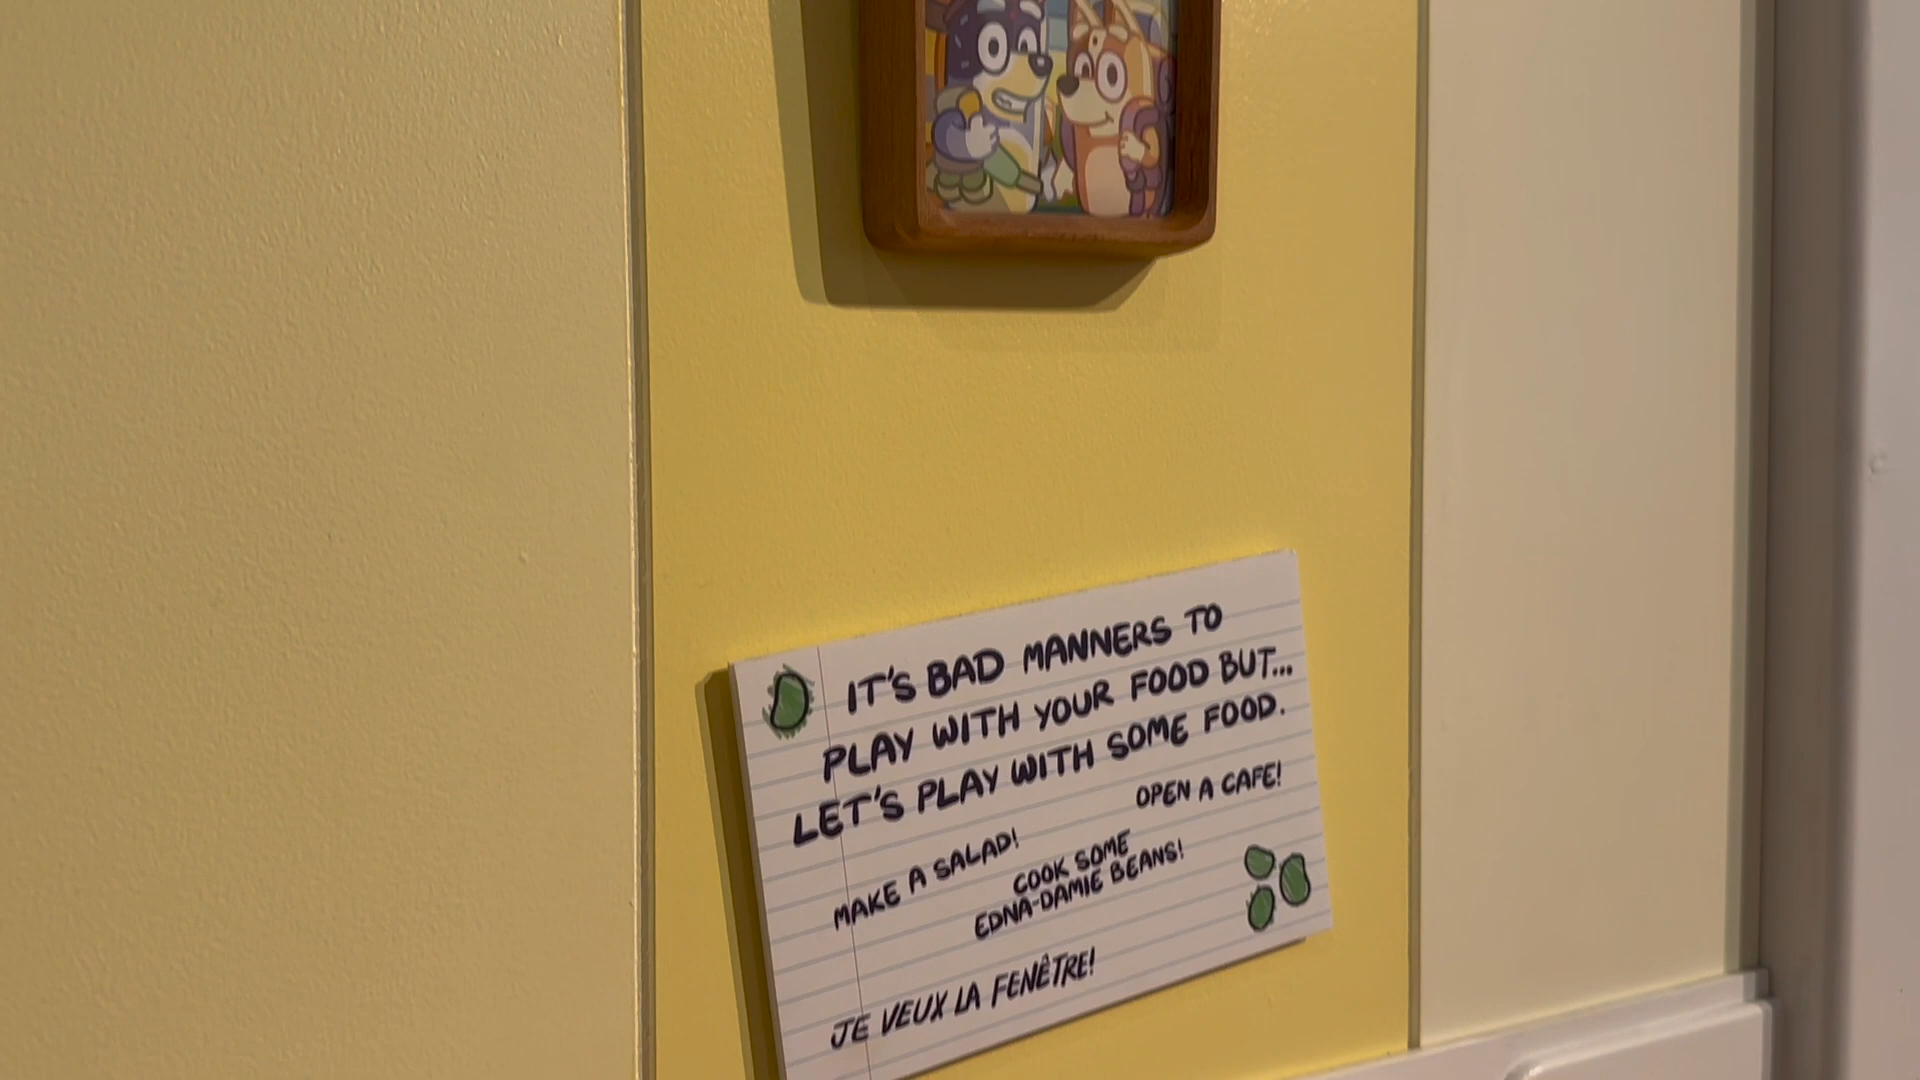 IT'S BAD MANNERS TO
PLAY WITH YOUR FOOD BUT...
LET'S PLAY WITH SOME FOOD.
OPEN A CAFE!
MAKE A SALAD!
COOK SOME
EDNA-DAMIE BEANS!
JE VEUX LA FENÊTRE!